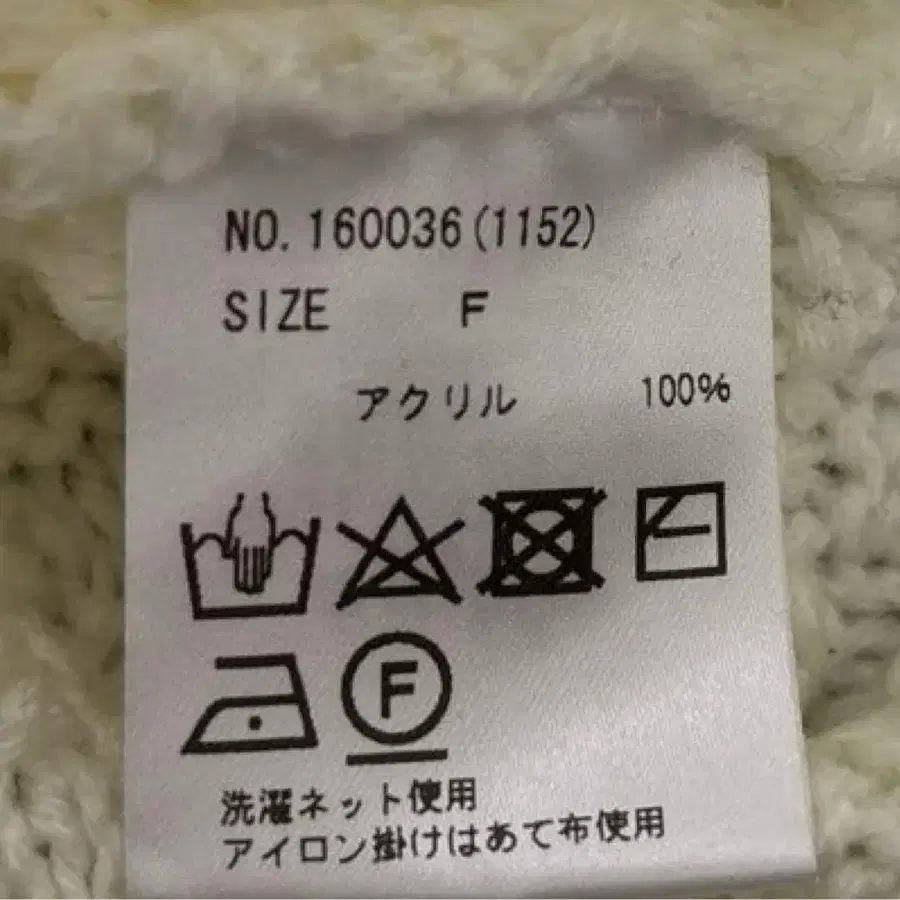 NO.160036(1152)
SIZE F
アクリル 100%
F
洗濯ネット使用
アイロン掛けはあて布使用